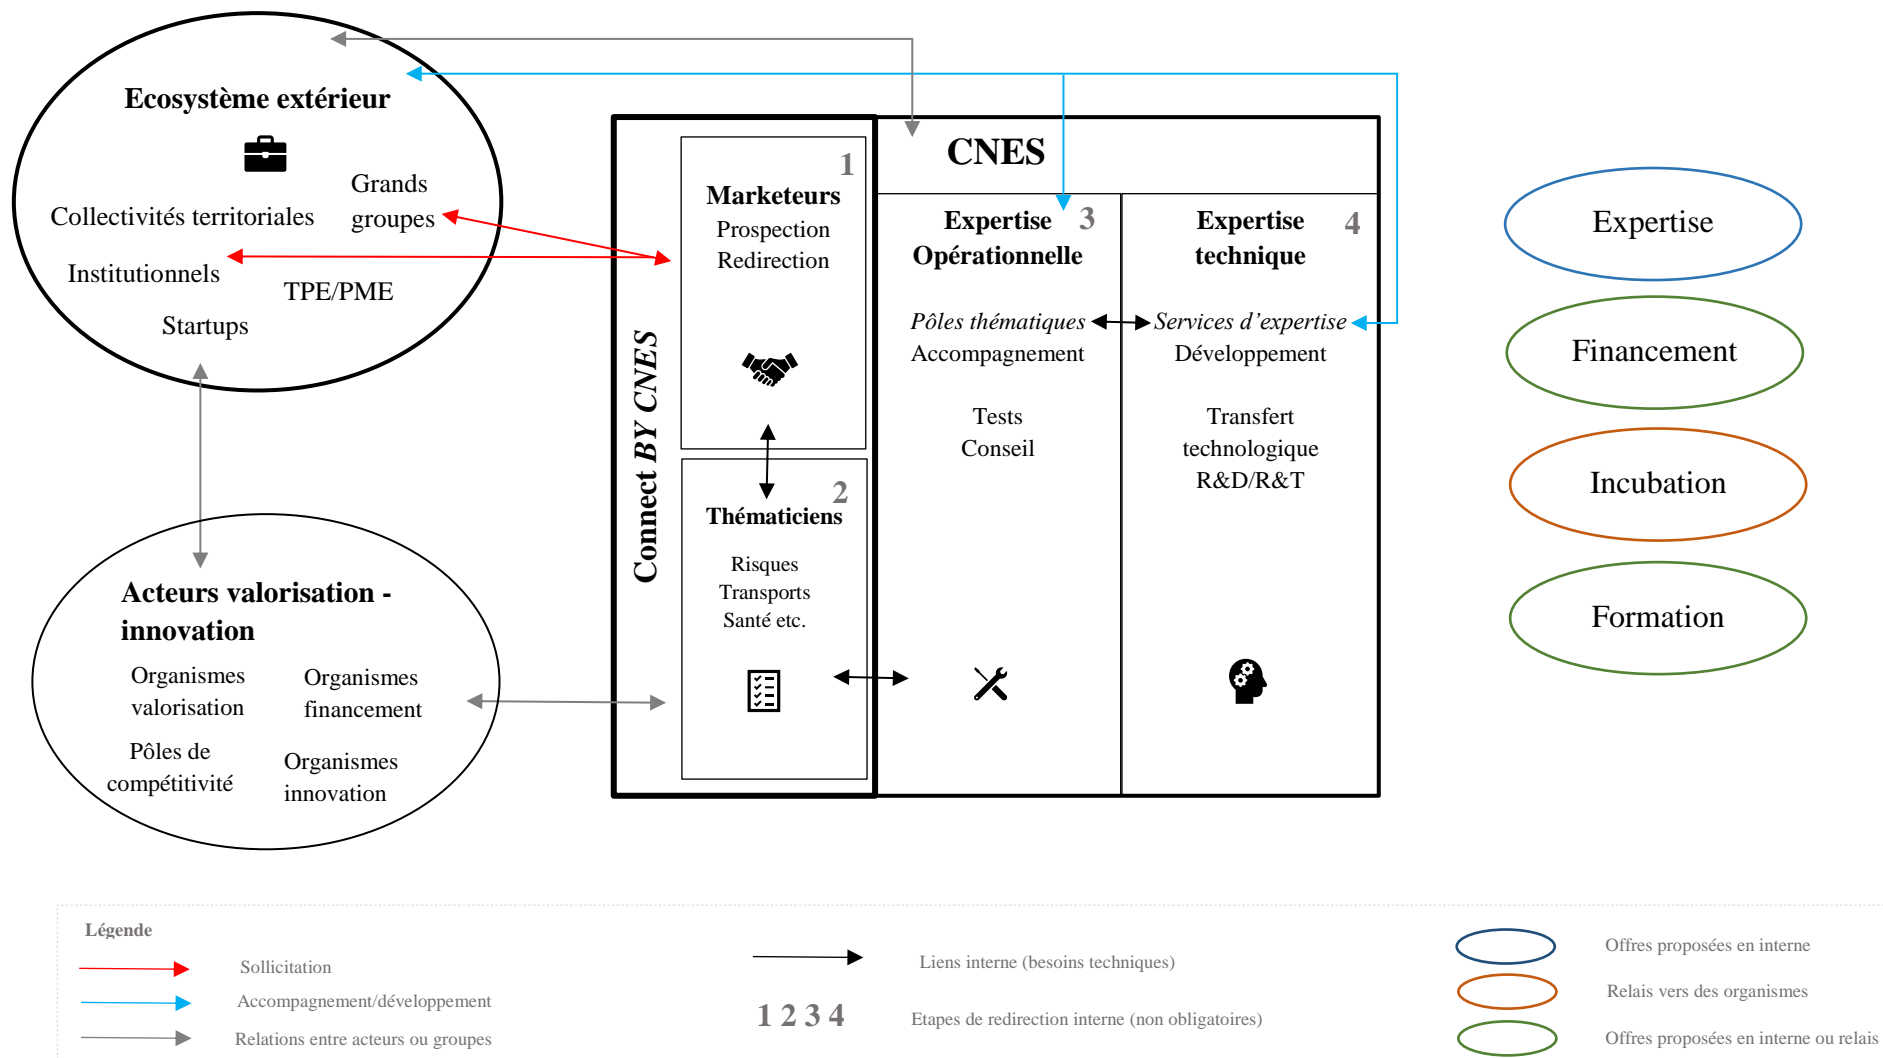 Ecosystème extérieur
Grands
groupes
Collectivités territoriales
Institutionnels
TPE/PME
Startups
Acteurs valorisation -
innovation
Organismes
valorisation
Organismes
financement
Pôles de
compétitivité
Organismes
innovation
Connect BY CNES
1
Marketeurs
Prospection
Redirection
2
Thématiciens
Risques
Transports
Santé etc.
CNES
Expertise 3
Opérationnelle
Pôles thématiques
Accompagnement
Tests
Conseil
Expertise 4
technique
Services d’expertise
Développement
Transfert
technologique
R&D/R&T
Expertise
Financement
Incubation
Formation
Légende
Sollicitation
Accompagnement/développement
Relations entre acteurs ou groupes
Liens interne (besoins techniques)
1 2 3 4 Etapes de redirection interne (non obligatoires)
Offres proposées en interne
Relais vers des organismes
Offres proposées en interne ou relais